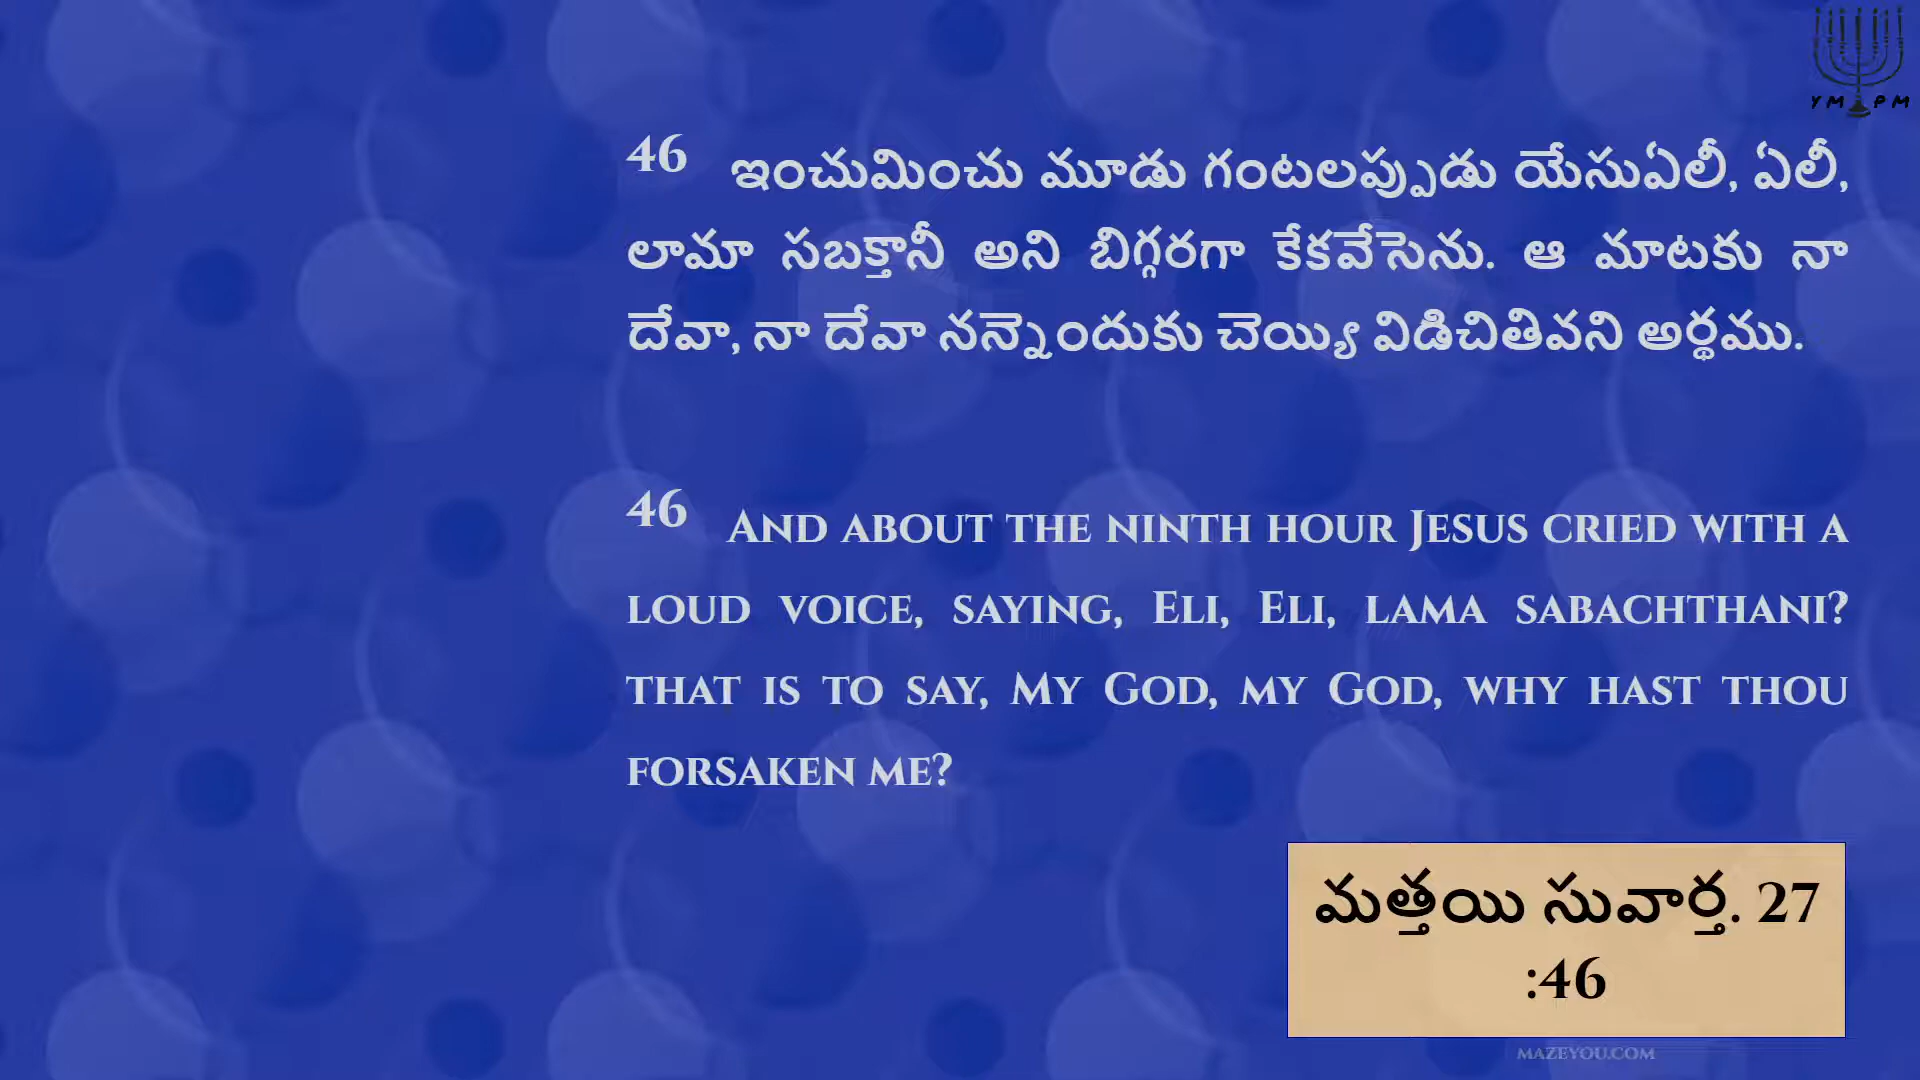 Y M P M
46 ఇంచుమించు మూడు గంటలప్పుడు యేసుఏలీ, ఏలీ,
లామా సబక్తానీ అని బిగ్గరగా కేకవేసెను. ఆ మాటకు నా
దేవా, నా దేవా నన్నెందుకు చెయ్యి విడిచితివని అర్థము.
46 And about the ninth hour Jesus cried with a
loud voice, saying, Eli, Eli, lama sabachthani?
that is to say, My God, my God, why hast thou
forsaken me?
మత్తయి సువార్త. 27
:46
MAZEYOU.COM